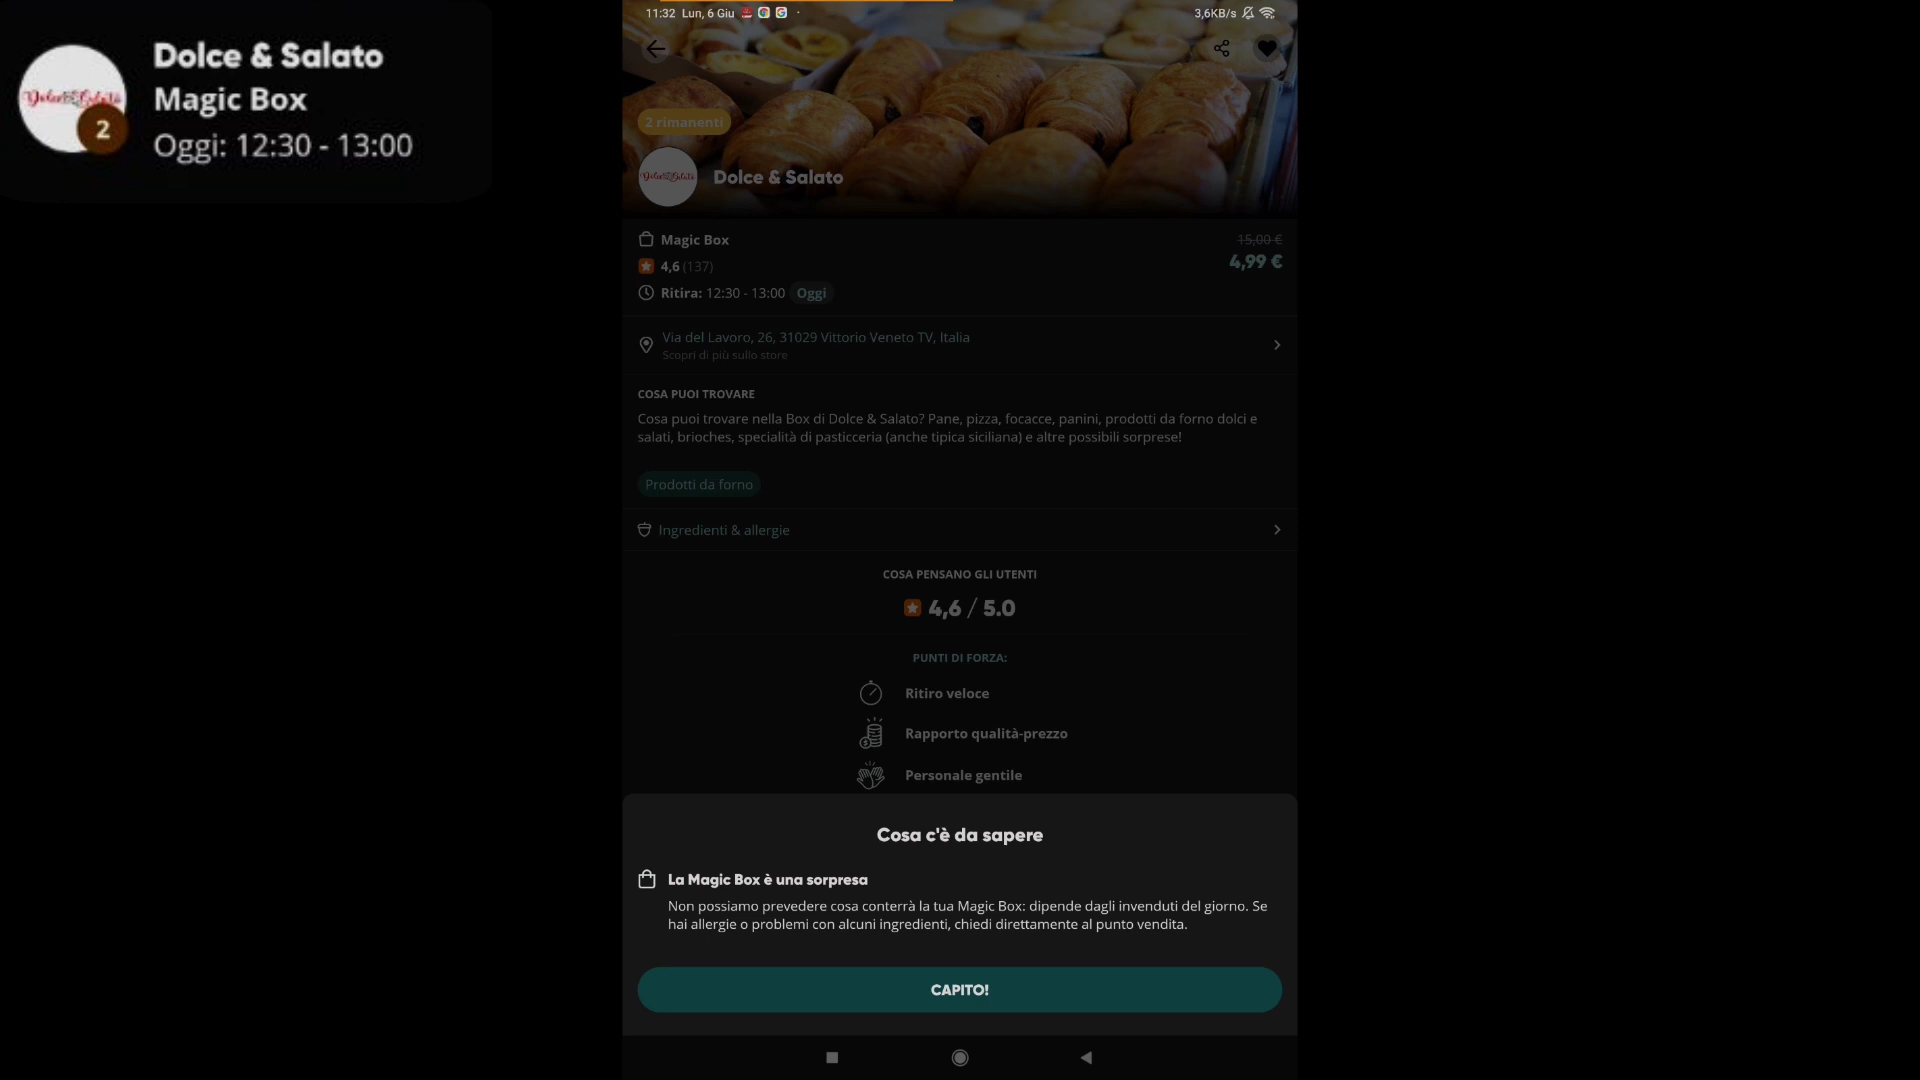 Dolce & Salato
Magic Box
2
Oggi: 12:30 - 13:00
11:32 Lun, 6 Giu
3,6KB/s
2 rimanenti
Dolce & Salato
Dolce & Salato
Magic Box
15,00 €
4,6 (137)
4,99 €
Ritira: 12:30 - 13:00 Oggi
Via del Lavoro, 26, 31029 Vittorio Veneto TV, Italia
Scopri di più sullo store
COSA PUOI TROVARE
Cosa puoi trovare nella Box di Dolce & Salato? Pane, pizza, focacce, panini, prodotti da forno dolci e
salati, brioches, specialità di pasticceria (anche tipica siciliana) e altre possibili sorprese!
Prodotti da forno
Ingredienti & allergie
COSA PENSANO GLI UTENTI
4,6 / 5.0
PUNTI DI FORZA:
Ritiro veloce
Rapporto qualità-prezzo
Personale gentile
Cosa c'è da sapere
La Magic Box è una sorpresa
Non possiamo prevedere cosa conterrà la tua Magic Box: dipende dagli invenduti del giorno. Se
hai allergie o problemi con alcuni ingredienti, chiedi direttamente al punto vendita.
CAPITO!